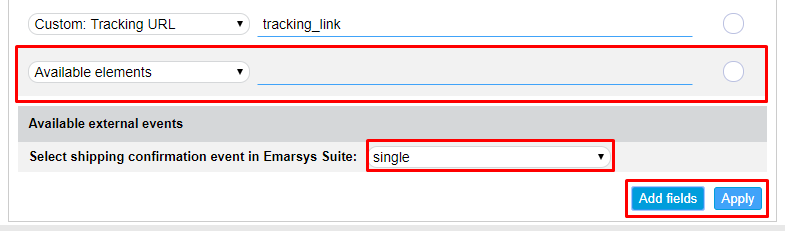 Custom: Tracking URL tracking_link
Available elements
Available external events
Select shipping confirmation event in Emarsys Suite: single
Add fields Apply